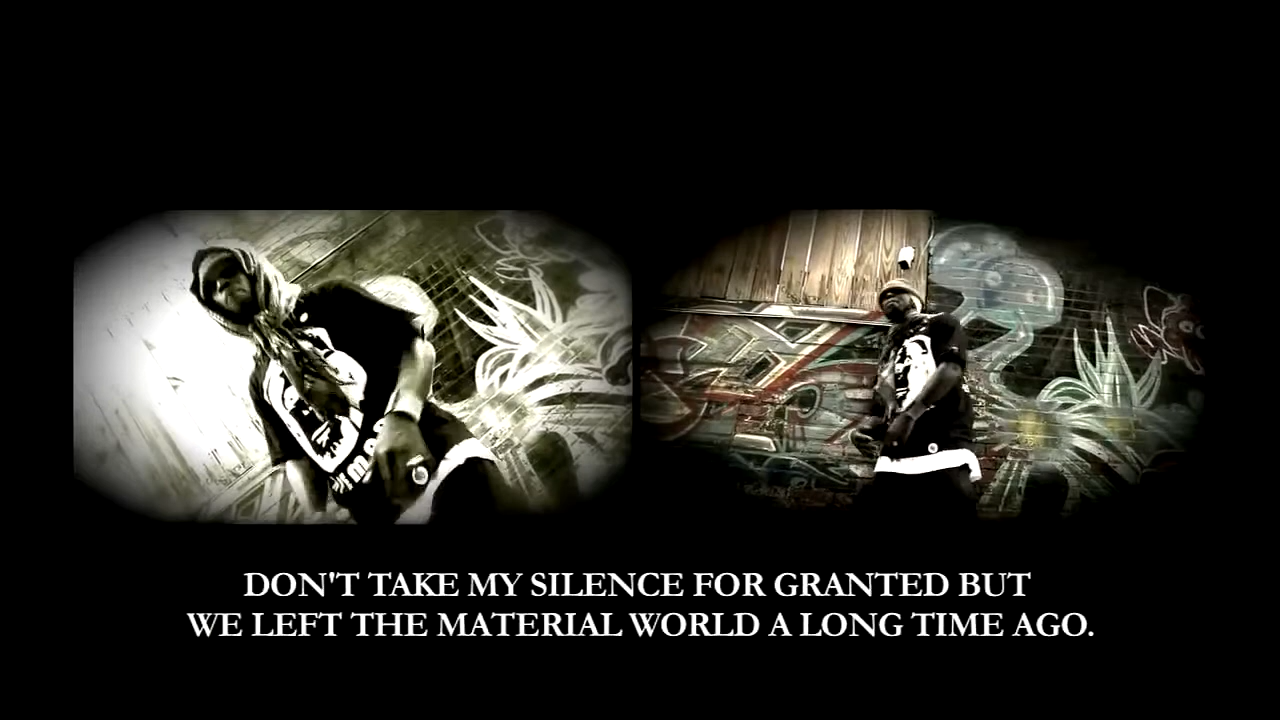 DON'T TAKE MY SILENCE FOR GRANTED BUT
WE LEFT THE MATERIAL WORLD A LONG TIME AGO.